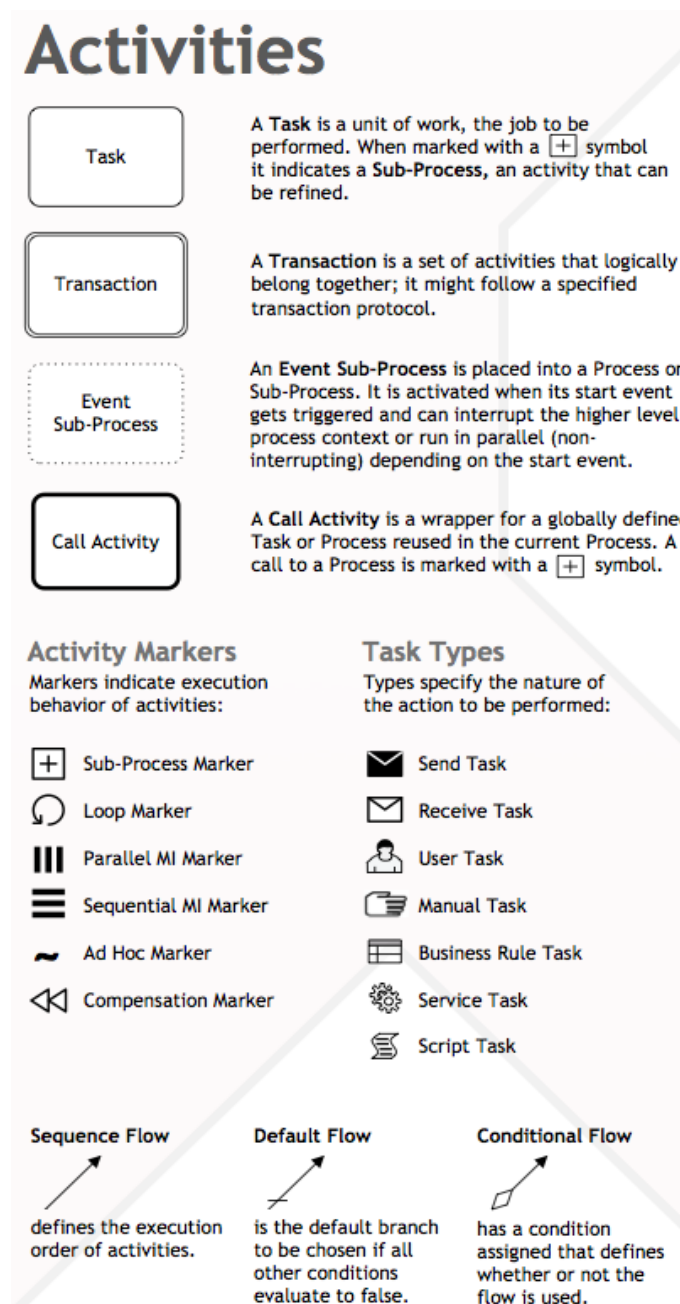 Activities
Task
A Task is a unit of work, the job to be
performed. When marked with a + symbol
it indicates a Sub-Process, an activity that can
be refined.
Transaction
A Transaction is a set of activities that logically
belong together; it might follow a specified
transaction protocol.
Event
Sub-Process
An Event Sub-Process is placed into a Process or
Sub-Process. It is activated when its start event
gets triggered and can interrupt the higher level
process context or run in parallel (non-
interrupting) depending on the start event.
Call Activity
A Call Activity is a wrapper for a globally defined
Task or Process reused in the current Process. A
call to a Process is marked with a + symbol.
Activity Markers
Markers indicate execution
behavior of activities:
Sub-Process Marker
Loop Marker
Parallel MI Marker
Sequential MI Marker
Ad Hoc Marker
Compensation Marker
Task Types
Types specify the nature of
the action to be performed:
Send Task
Receive Task
User Task
Manual Task
Business Rule Task
Service Task
Script Task
Sequence Flow
defines the execution
order of activities.
Default Flow
is the default branch
to be chosen if all
other conditions
evaluate to false.
Conditional Flow
has a condition
assigned that defines
whether or not the
flow is used.